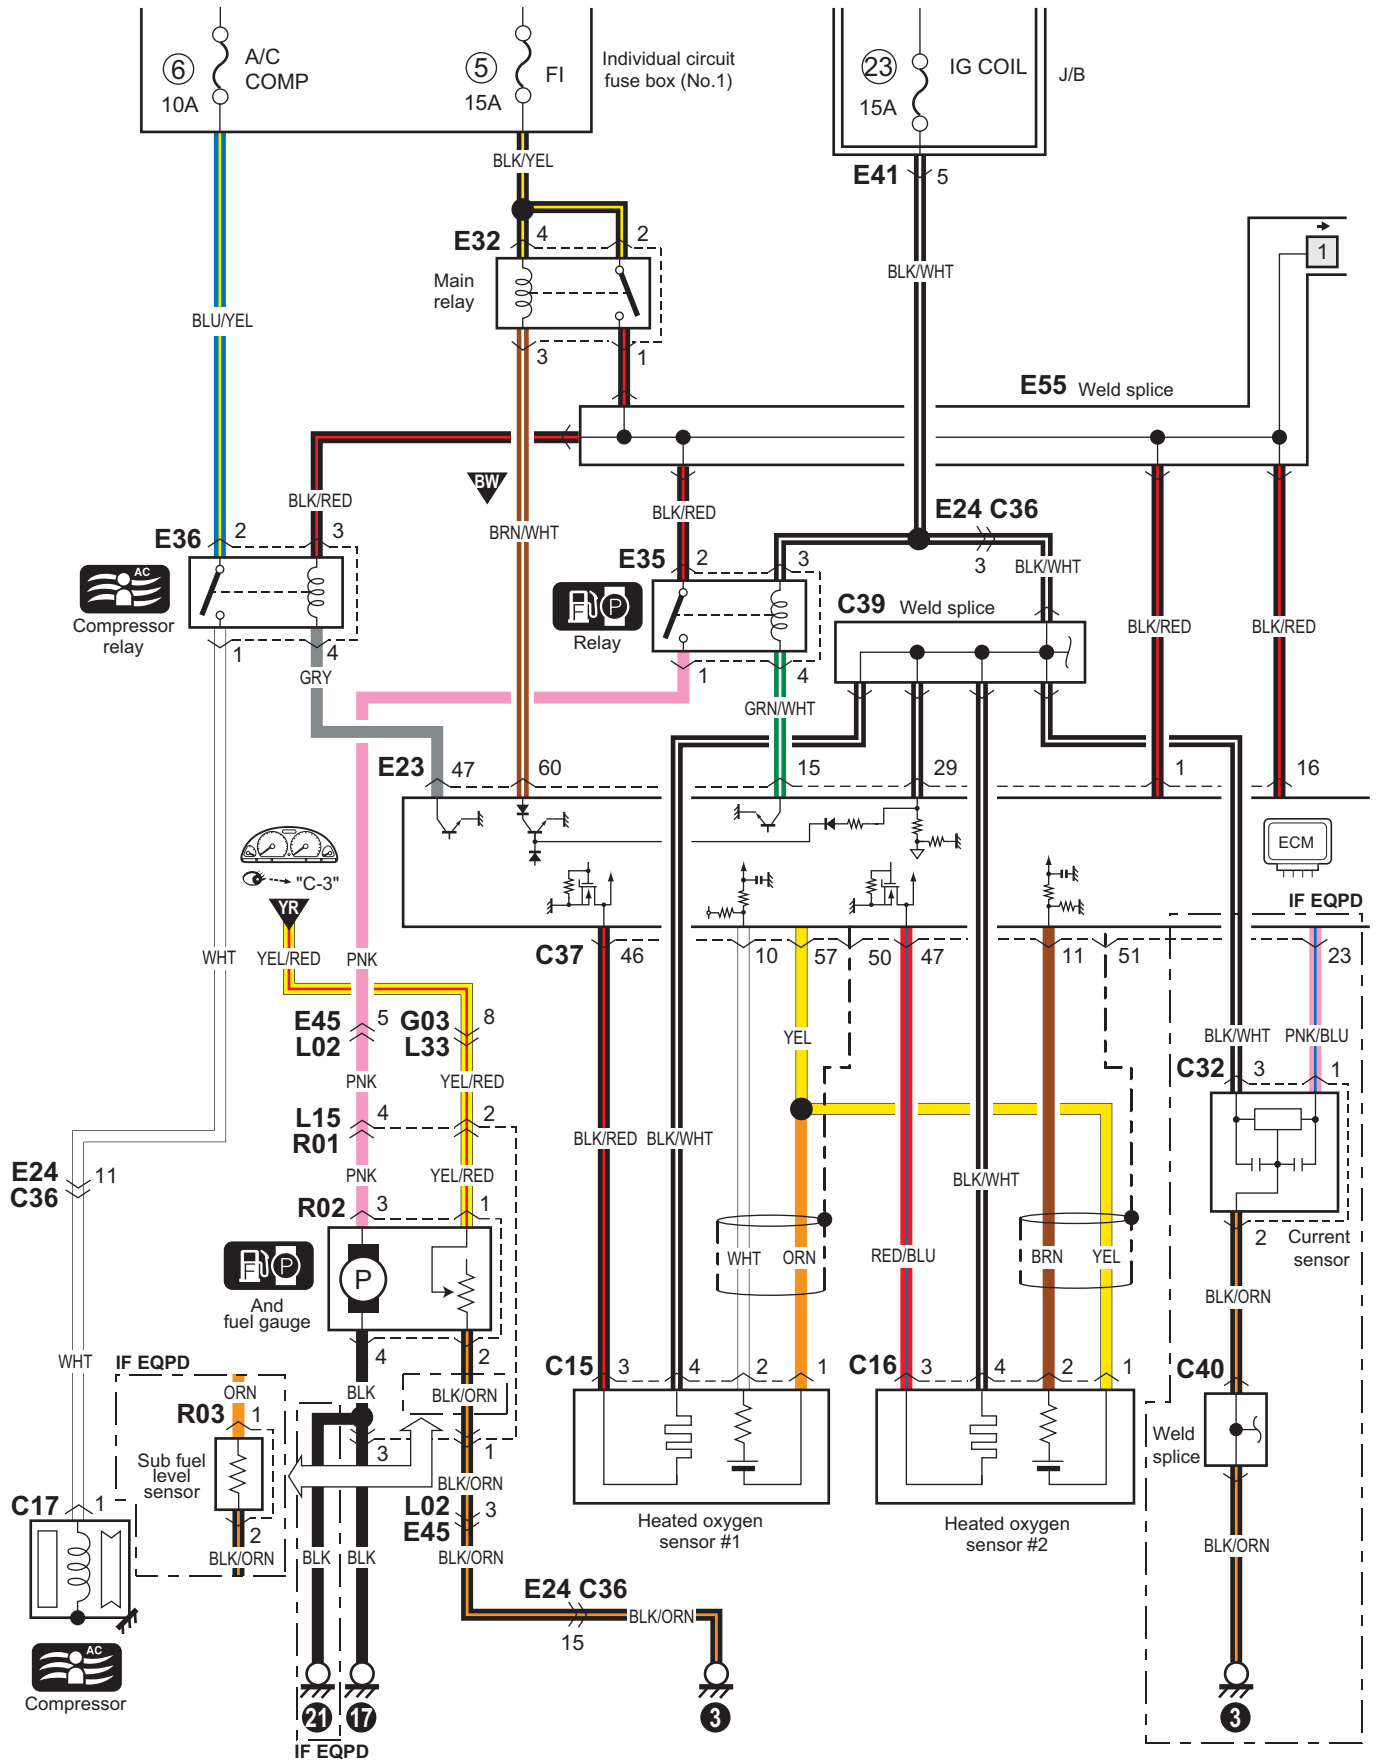 6
10A
A/C
COMP
5
15A
FI
Individual circuit
fuse box (No.1)
23
15A
IG COIL
J/B
BLK/YEL
E41
5
E32
4
2
Main
relay
3
1
BLK/WHT
1
BLU/YEL
E55 Weld splice
BW
BLK/RED
BRN/WHT
BLK/RED
E24 C36
3
BLK/WHT
E36
2
3
AC
Compressor
relay
1
4
GRY
E35
2
3
F
P
Relay
1
4
GRN/WHT
C39 Weld splice
BLK/RED
BLK/RED
E23
47
60
15
29
1
16
ECM
"C-3"
YR
IF EQPD
WHT
YEL/RED
PNK
C37
46
10
57
50
47
11
51
23
E45
L02
5
G03
L33
8
YEL
BLK/WHT
PNK/BLU
PNK
YEL/RED
C32
3
1
L15
R01
4
2
BLK/RED
BLK/WHT
E24
C36
11
PNK
YEL/RED
BLK/WHT
R02
3
1
2
Current
sensor
F
P
And
fuel gauge
P
WHT
ORN
RED/BLU
BRN
YEL
BLK/ORN
4
2
WHT
IF EQPD
ORN
BLK
BLK/ORN
C15
3
4
2
1
C16
3
4
2
1
C40
R03
1
Sub fuel
level
sensor
3
1
BLK/ORN
Weld
splice
C17
1
2
L02
E45
3
Heated oxygen
sensor #1
Heated oxygen
sensor #2
BLK/ORN
BLK
BLK
BLK/ORN
BLK/ORN
E24 C36
15
BLK/ORN
AC
Compressor
21
17
3
3
IF EQPD